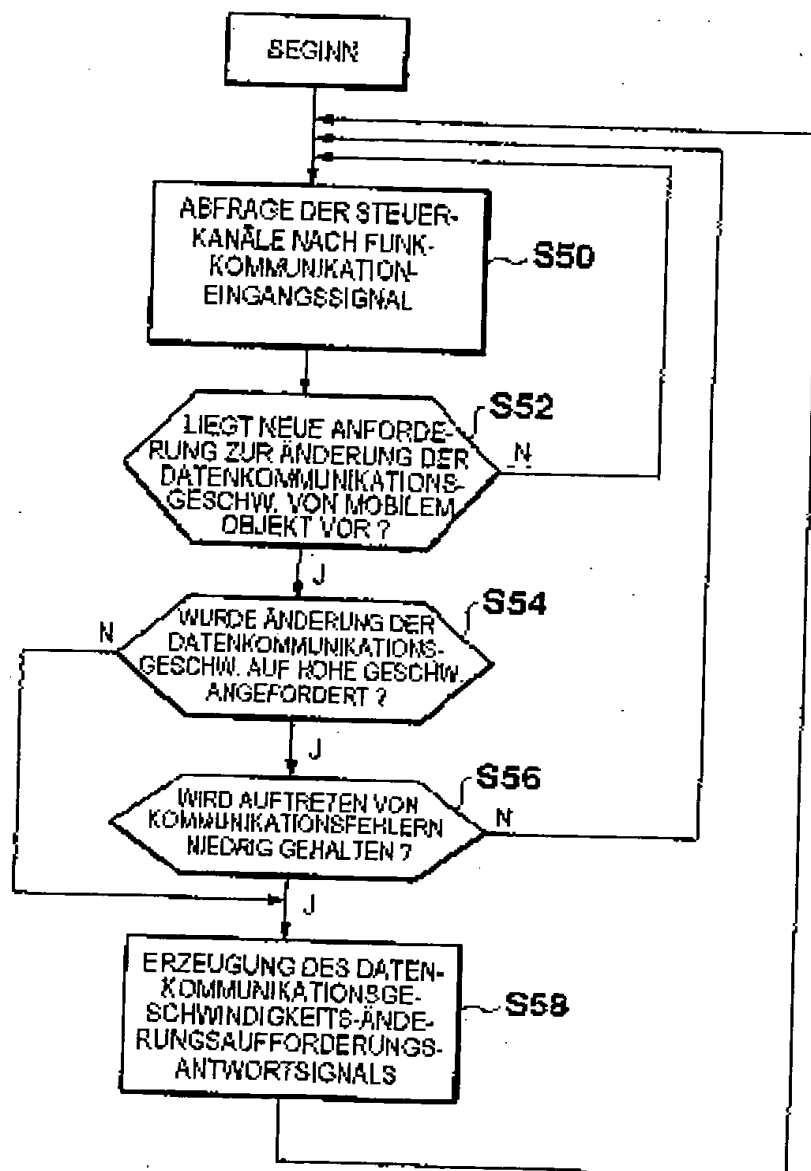 BEGINN
ABFRAGE DER STEUER-
KANÄLE NACH FUNK-
KOMMUNIKATION-
EINGANGSSIGNAL
S50
S52
LIEGT NEUE ANFORDE-
RUNG ZUR ÄNDERUNG DER
DATENKOMMUNIKATIONS-
GESCHW. VON MOBILEM
OBJEKT VOR ?
N
J
S54
N
WURDE ÄNDERUNG DER
DATENKOMMUNIKATIONS-
GESCHW. AUF HOHE GESCHW.
ANGEFORDERT ?
J
S56
WIRD AUFTRETEN VON
KOMMUNIKATIONSFEHLERN
NIEDRIG GEHALTEN ?
N
J
ERZEUGUNG DES DATEN-
KOMMUNIKATIONSGE-
SCHWINDIGKEITS-ÄNDE-
RUNGSAUFFORDERUNGS-
ANTWORTSIGNALS
S58